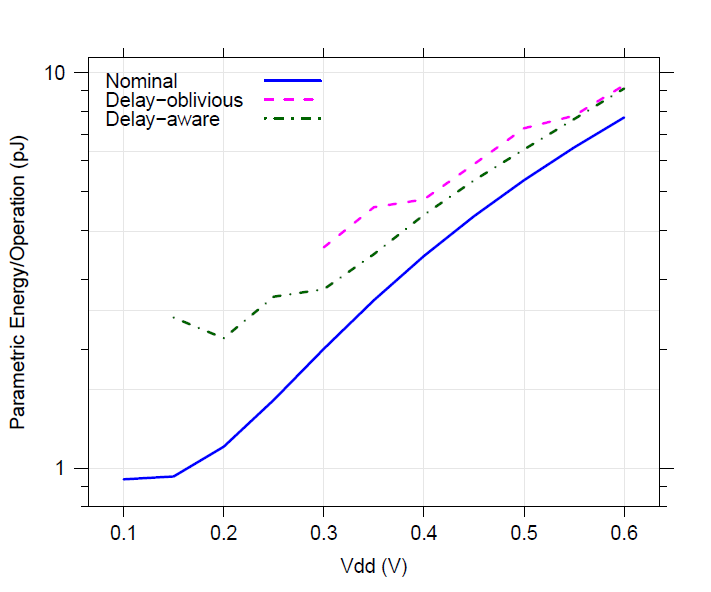 10
Nominal
Delay-oblivious
Delay-aware
Parametric Energy/Operation (pJ)
1
0.1 0.2 0.3 0.4 0.5 0.6
Vdd (V)